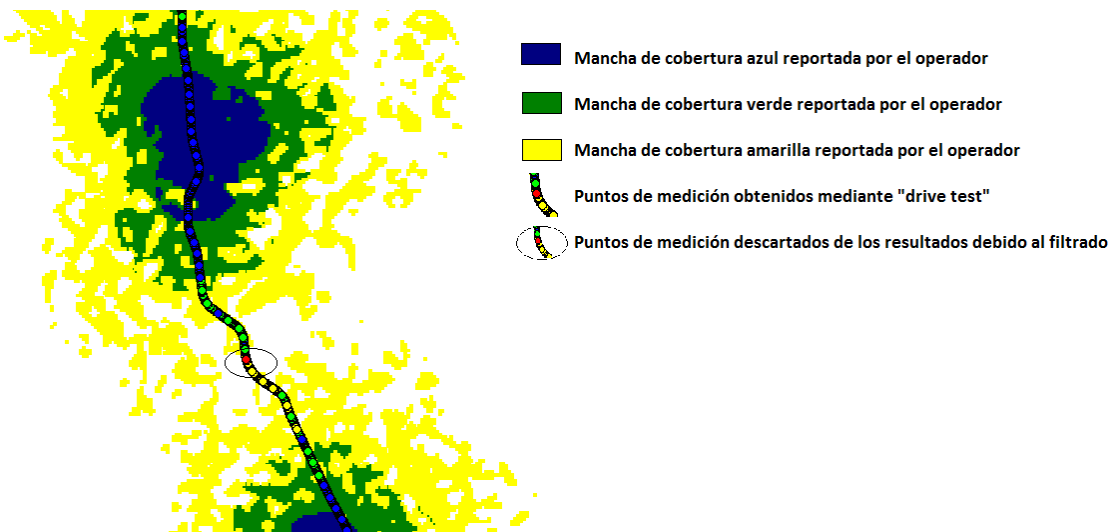 Mancha de cobertura azul reportada por el operador
Mancha de cobertura verde reportada por el operador
Mancha de cobertura amarilla reportada por el operador
Puntos de medición obtenidos mediante "drive test"
Puntos de medición descartados de los resultados debido al filtrado